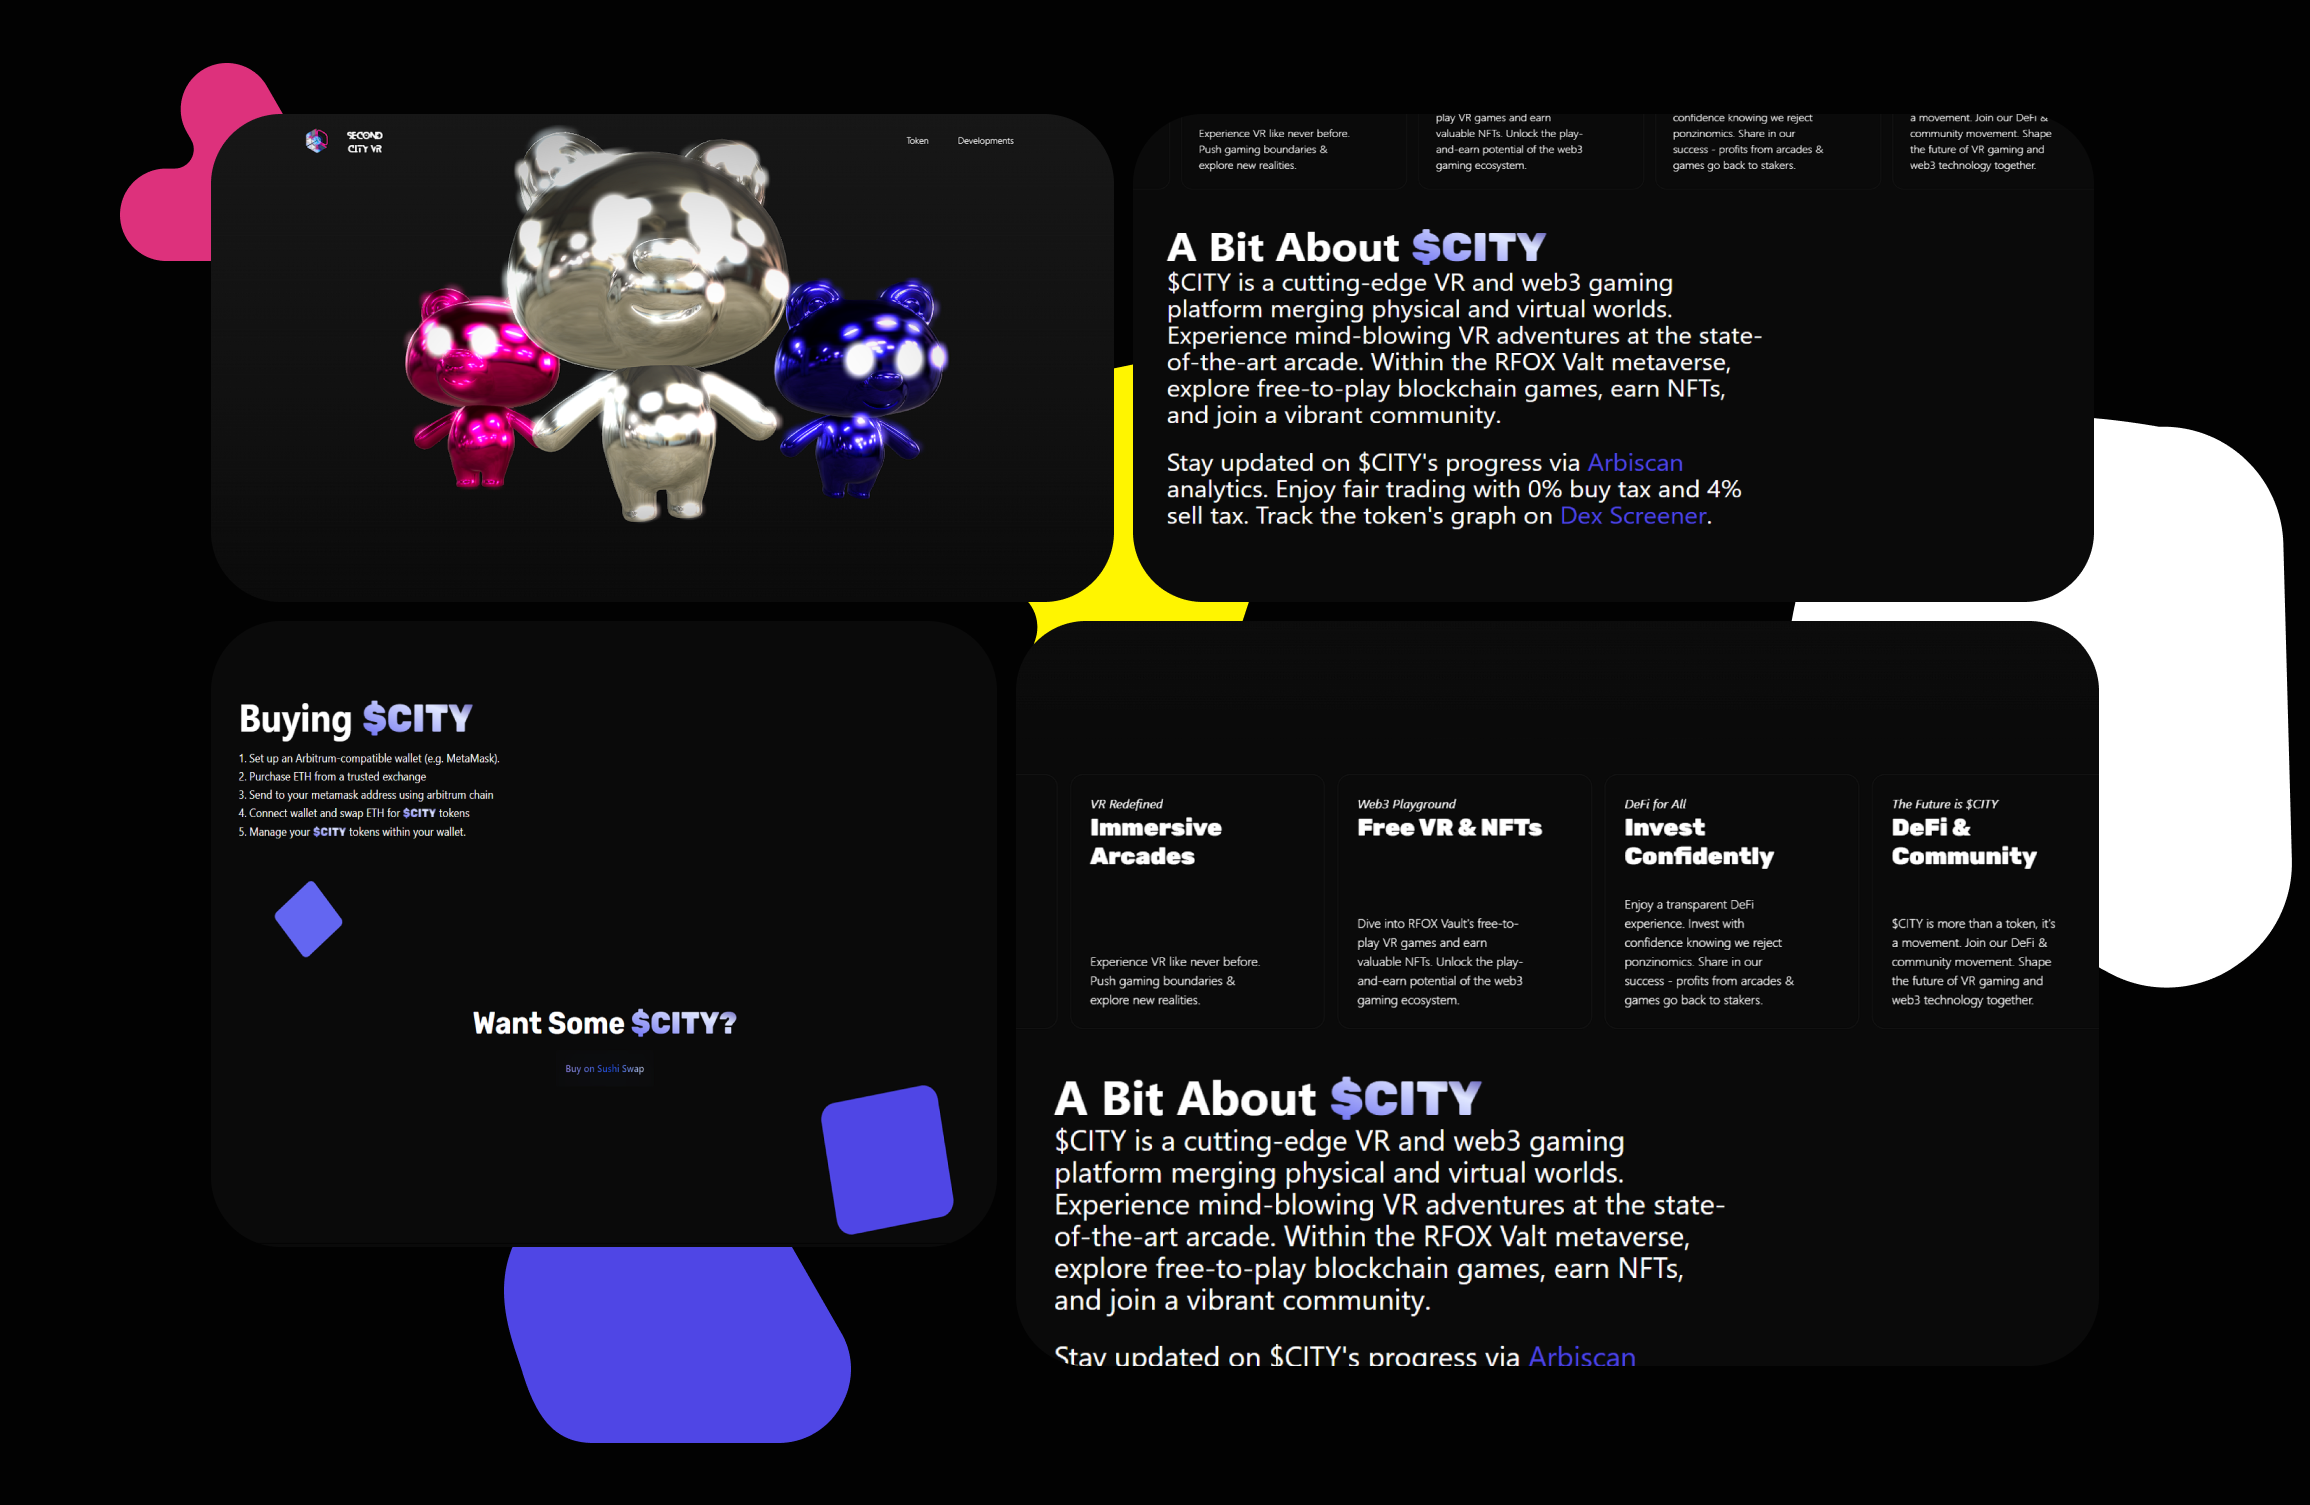 SECOND
CITY VR
Token
Developments
Experience VR like never before.
Push gaming boundaries &
explore new realities.
play VR games and earn
valuable NFTs. Unlock the play-
and-earn potential of the web3
gaming ecosystem.
confidence knowing we reject
ponzinomics. Share in our
success - profits from arcades &
games go back to stakers.
a movement. Join our DeFi &
community movement. Shape
the future of VR gaming and
web3 technology together.
A Bit About $CITY
$CITY is a cutting-edge VR and web3 gaming
platform merging physical and virtual worlds.
Experience mind-blowing VR adventures at the state-
of-the-art arcade. Within the RFOX Valt metaverse,
explore free-to-play blockchain games, earn NFTs,
and join a vibrant community.
Stay updated on $CITY's progress via Arbiscan
analytics. Enjoy fair trading with 0% buy tax and 4%
sell tax. Track the token's graph on Dex Screener.
Buying $CITY
1. Set up an Arbitrum-compatible wallet (e.g. MetaMask).
2. Purchase ETH from a trusted exchange
3. Send to your metamask address using arbitrum chain
4. Connect wallet and swap ETH for $CITY tokens
5. Manage your $CITY tokens within your wallet.
Want Some $CITY?
Buy on Sushi Swap
VR Redefined
Immersive
Arcades
Experience VR like never before.
Push gaming boundaries &
explore new realities.
Web3 Playground
Free VR & NFTs
Dive into RFOX Vault's free-to-
play VR games and earn
valuable NFTs. Unlock the play-
and-earn potential of the web3
gaming ecosystem.
DeFi for All
Invest
Confidently
Enjoy a transparent DeFi
experience. Invest with
confidence knowing we reject
ponzinomics. Share in our
success - profits from arcades &
games go back to stakers.
The Future is $CITY
DeFi &
Community
$CITY is more than a token, it's
a movement. Join our DeFi &
community movement. Shape
the future of VR gaming and
web3 technology together.
A Bit About $CITY
$CITY is a cutting-edge VR and web3 gaming
platform merging physical and virtual worlds.
Experience mind-blowing VR adventures at the state-
of-the-art arcade. Within the RFOX Valt metaverse,
explore free-to-play blockchain games, earn NFTs,
and join a vibrant community.
Stay updated on $CITY's progress via Arbiscan